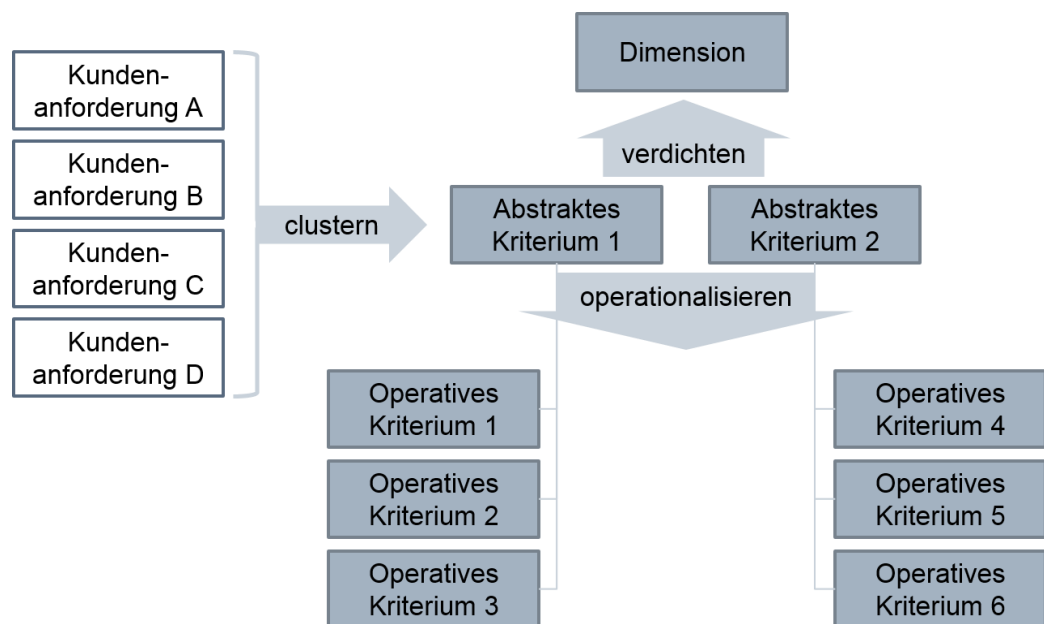 Kunden-
anforderung A
Kunden-
anforderung B
Kunden-
anforderung C
Kunden-
anforderung D
clustern
Dimension
verdichten
Abstraktes
Kriterium 1
Abstraktes
Kriterium 2
operationalisieren
Operatives
Kriterium 1
Operatives
Kriterium 2
Operatives
Kriterium 3
Operatives
Kriterium 4
Operatives
Kriterium 5
Operatives
Kriterium 6